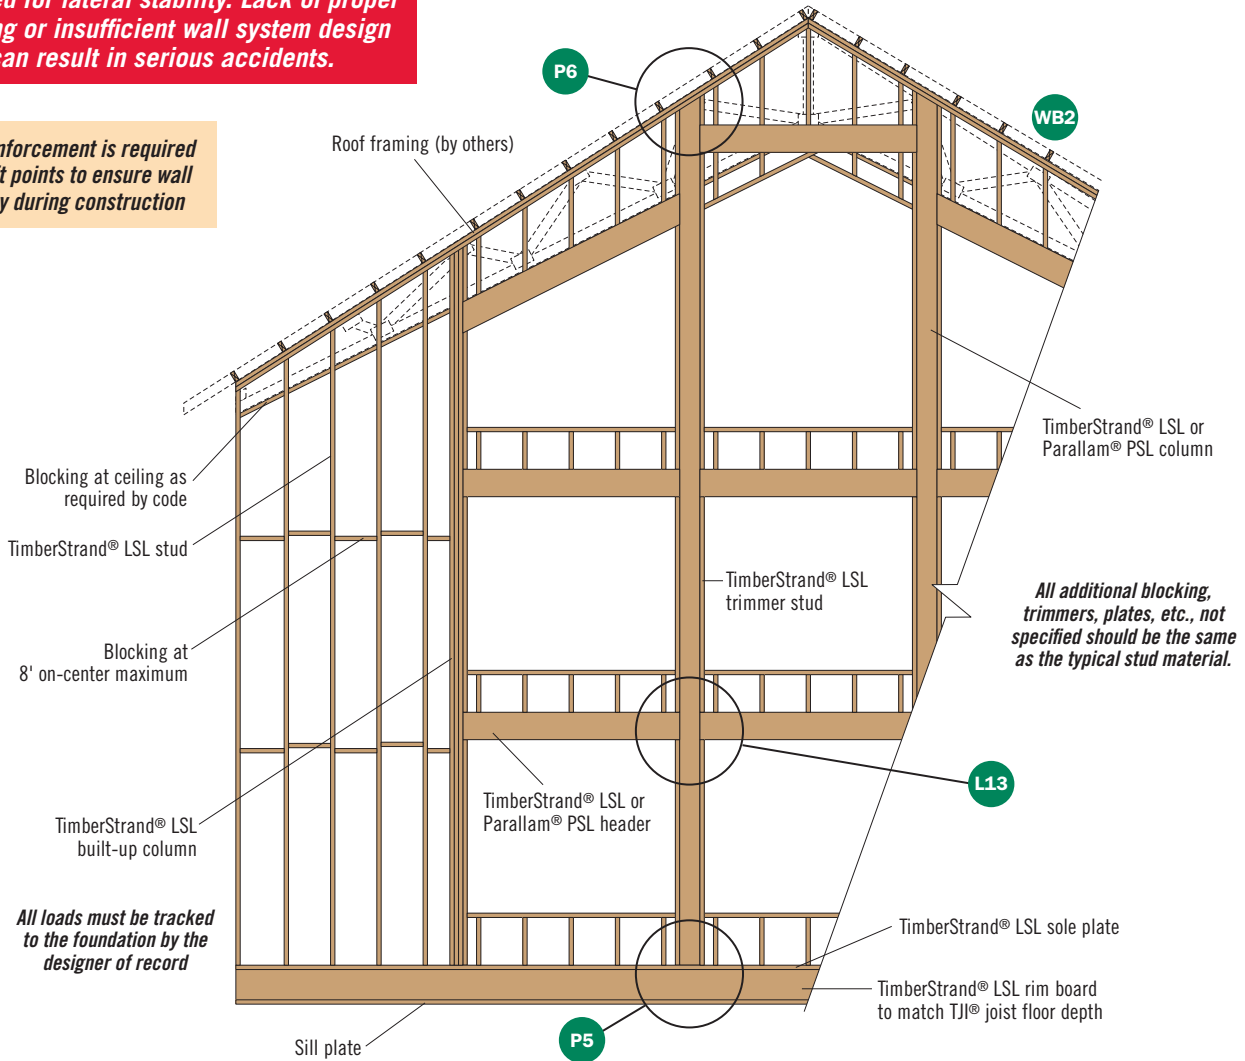 for lateral stability. Lack of proper
or insufficient wall system design
can result in serious accidents.
P6
WB2
is required
points to ensure wall
during construction
Roof framing (by others)
Blocking at ceiling as
required by code
TimberStrand® LSL stud
Blocking at
8' on-center maximum
TimberStrand® LSL
built-up column
All loads must be tracked
to the foundation by the
designer of record
TimberStrand® LSL or
Parallam® PSL column
TimberStrand® LSL
trimmer stud
All additional blocking,
trimmers, plates, etc., not
specified should be the same
as the typical stud material.
L13
TimberStrand® LSL or
Parallam® PSL header
TimberStrand® LSL sole plate
TimberStrand® LSL rim board
to match TJI® joist floor depth
P5
Sill plate